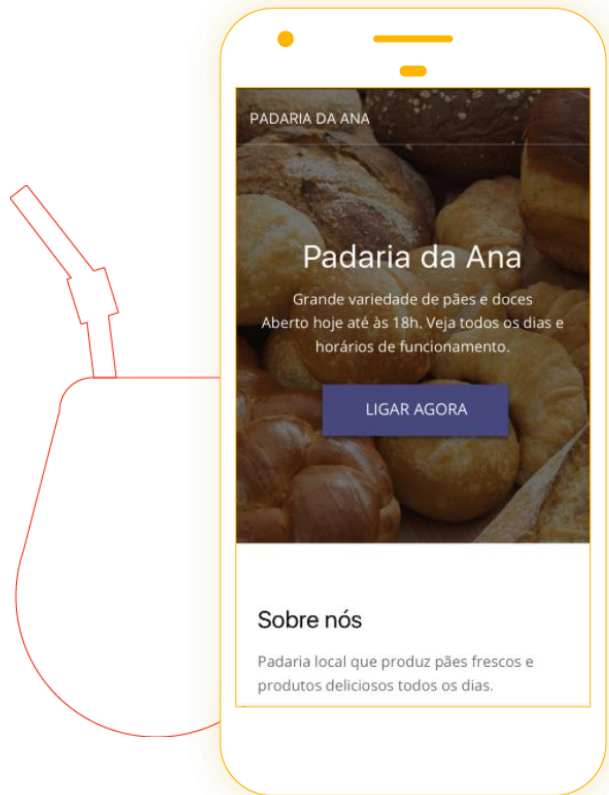 PADARIA DA ANA
Padaria da Ana
Grande variedade de pães e doces
Aberto hoje até às 18h. Veja todos os dias e
horários de funcionamento.
LIGAR AGORA
Sobre nós
Padaria local que produz pães frescos e
produtos deliciosos todos os dias.